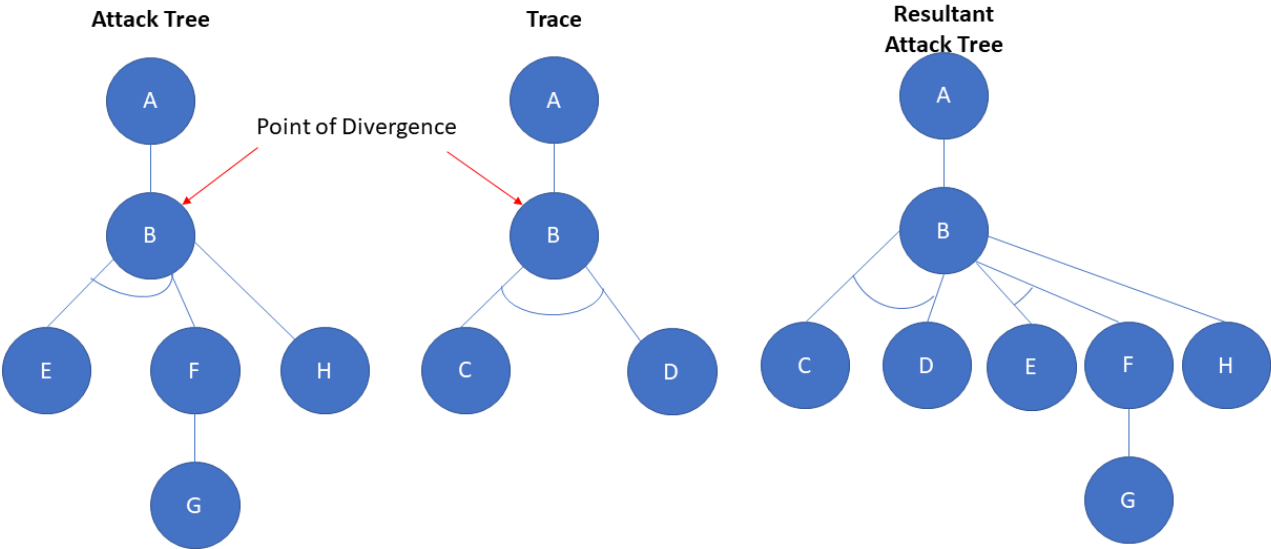 Attack Tree
Trace
Resultant
Attack Tree
A
A
A
Point of Divergence
B
B
B
E
F
H
C
D
C
D
E
F
H
G
G